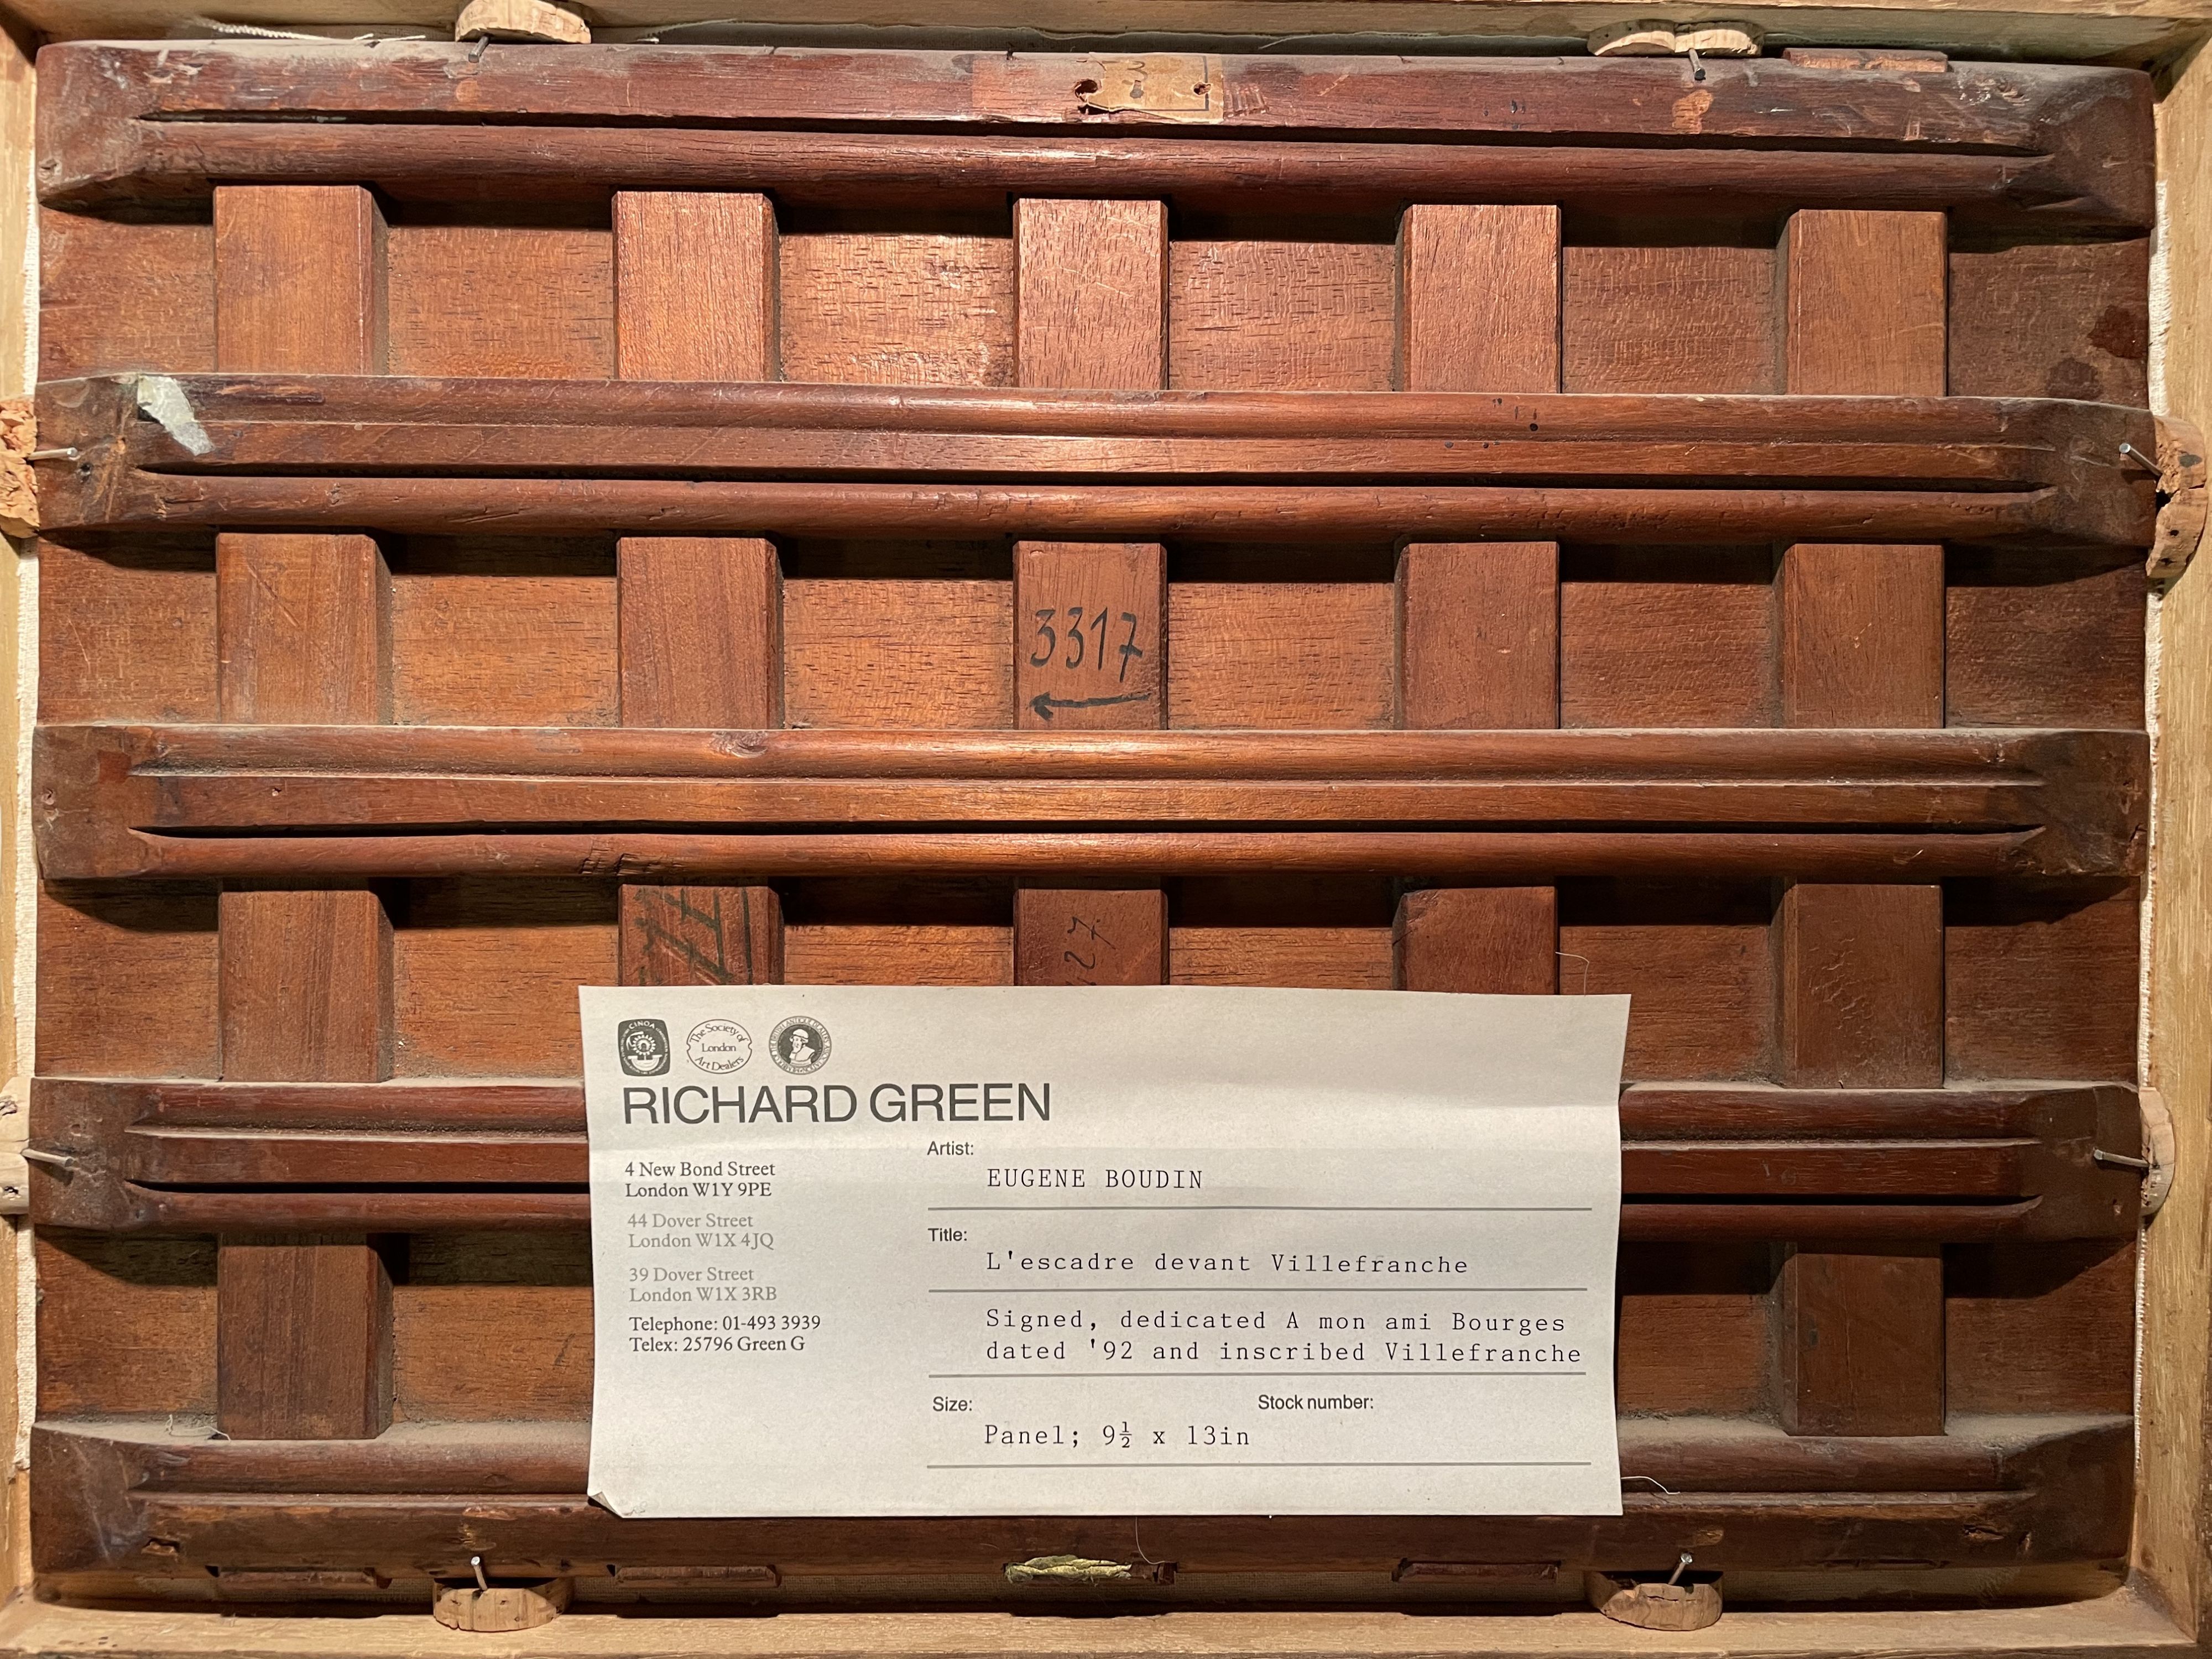 3317
27
CINOA
The Society of
London
Art Dealers
RICHARD GREEN
4 New Bond Street
London W1Y 9PE
44 Dover Street
London W1X 4JQ
39 Dover Street
London W1X 3RB
Telephone: 01-493 3939
Telex: 25796 Green G
Artist:
EUGENE BOUDIN
Title:
L'escadre devant Villefranche
Signed, dedicated A mon ami Bourges
dated '92 and inscribed Villefranche
Size:
Stock number:
Panel; 9½ x 13in